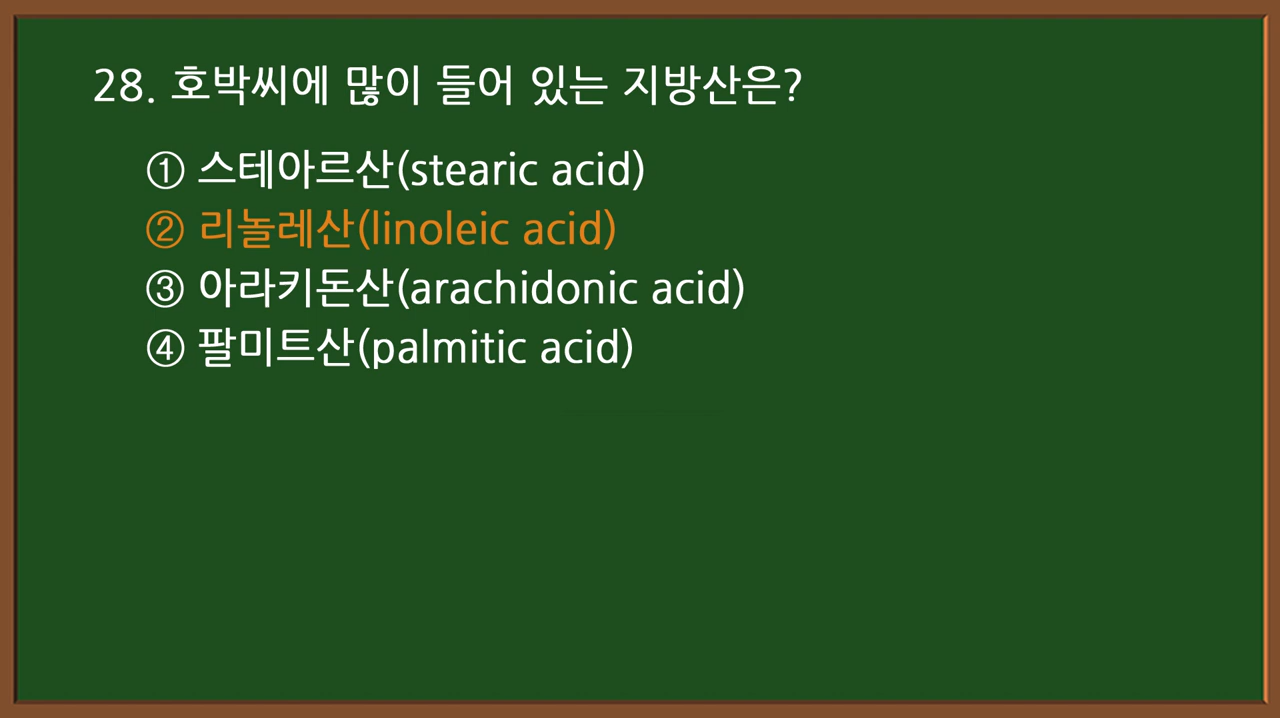 28. 호박씨에 많이 들어 있는 지방산은?
① 스테아르산(stearic acid)
② 리놀레산(linoleic acid)
③ 아라키돈산(arachidonic acid)
④ 팔미트산(palmitic acid)